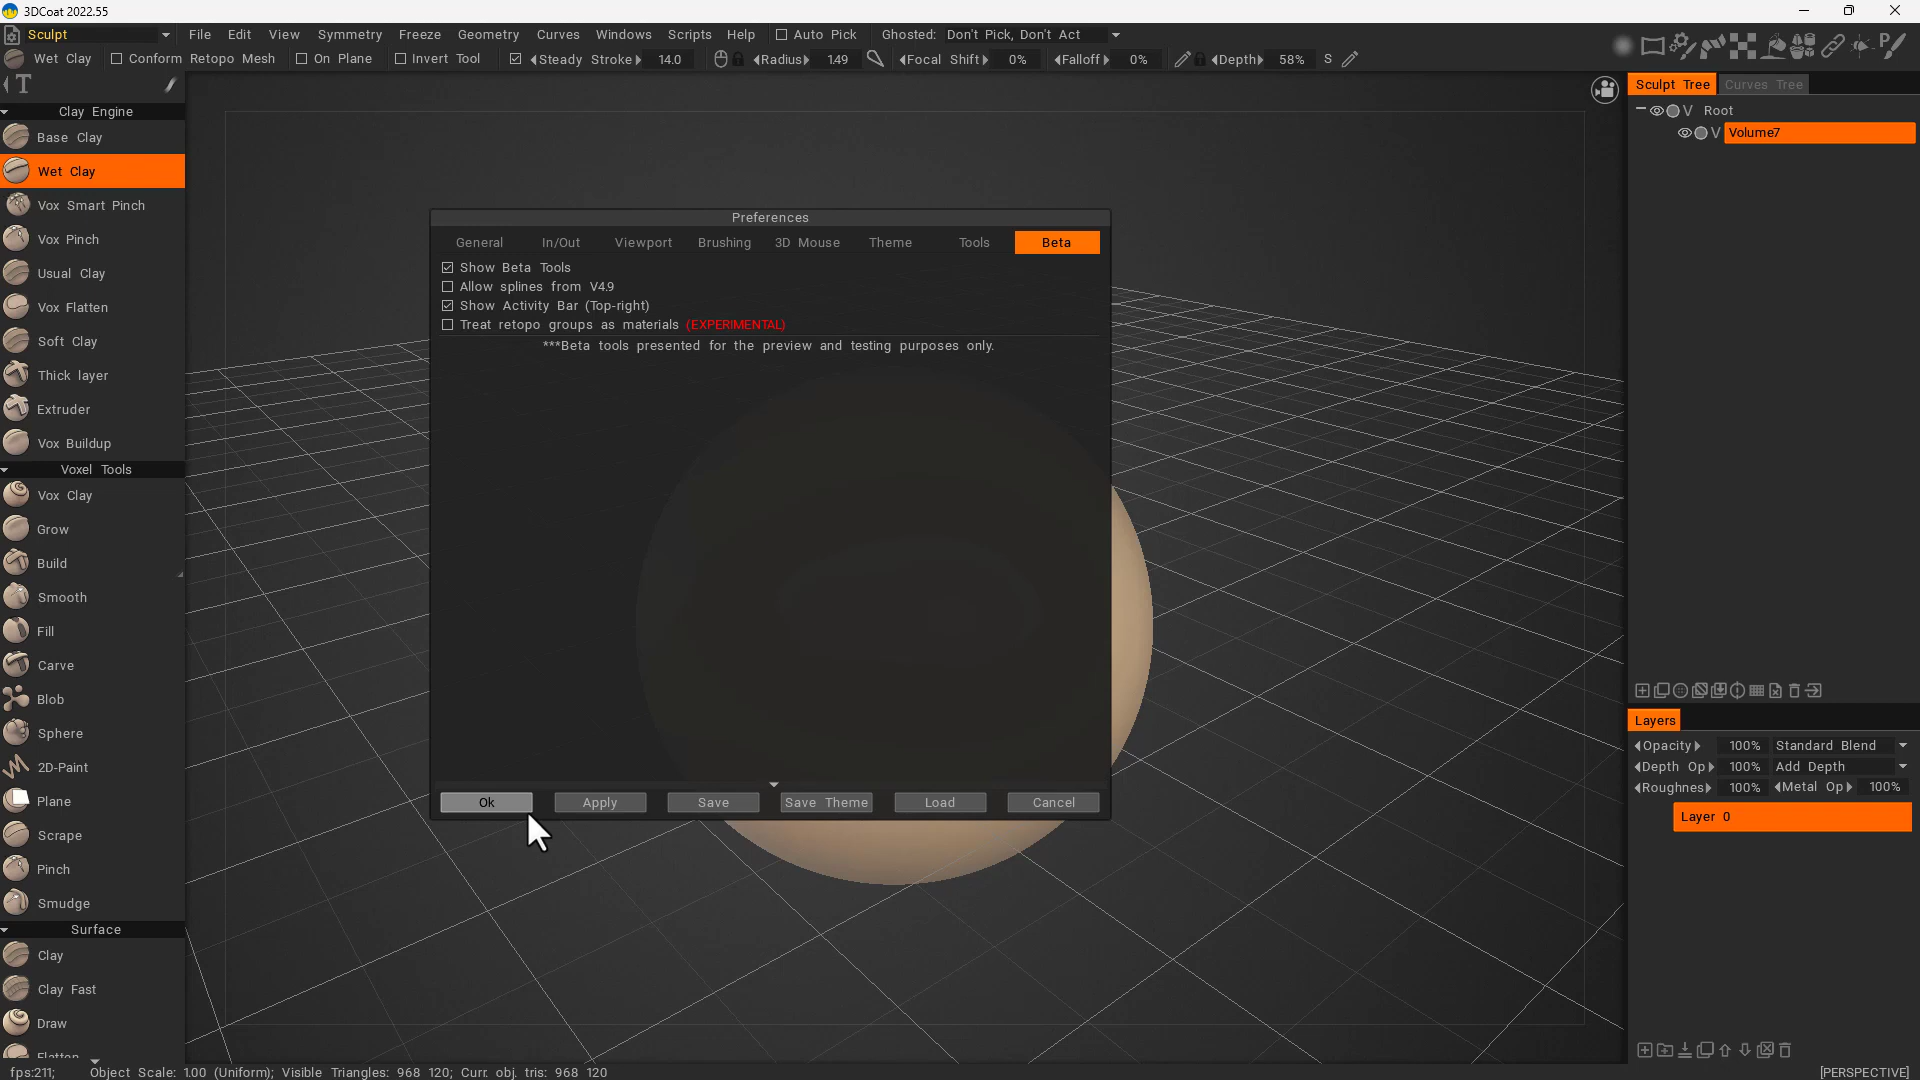 3DCoat 2022.55
Sculpt File Edit View Symmetry Freeze Geometry Curves Windows Scripts Help Auto Pick Ghosted: Don't Pick, Don't Act
Wet Clay Conform Retopo Mesh On Plane Invert Tool Steady Stroke 14.0 Radius 1.49 Focal Shift 0% Falloff 0% Depth 58% S
T
Clay Engine
Base Clay
Wet Clay
Vox Smart Pinch
Vox Pinch
Usual Clay
Vox Flatten
Soft Clay
Thick layer
Extruder
Vox Buildup
Voxel Tools
Vox Clay
Grow
Build
Smooth
Fill
Carve
Blob
Sphere
2D-Paint
Plane
Scrape
Pinch
Smudge
Surface
Clay
Clay Fast
Draw
Flatten
Preferences
General In/Out Viewport Brushing 3D Mouse Theme Tools Beta
Show Beta Tools
Allow splines from V4.9
Show Activity Bar (Top-right)
Treat retopo groups as materials (EXPERIMENTAL)
***Beta tools presented for the preview and testing purposes only.
Ok Apply Save Save Theme Load Cancel
Sculpt Tree Curves Tree
V Root
V Volume7
Layers
Opacity 100% Standard Blend
Depth Op 100% Add Depth
Roughness 100% Metal Op 100%
Layer 0
fps:211; Object Scale: 1.00 (Uniform); Visible Triangles: 968 120; Curr. obj. tris: 968 120
[PERSPECTIVE]